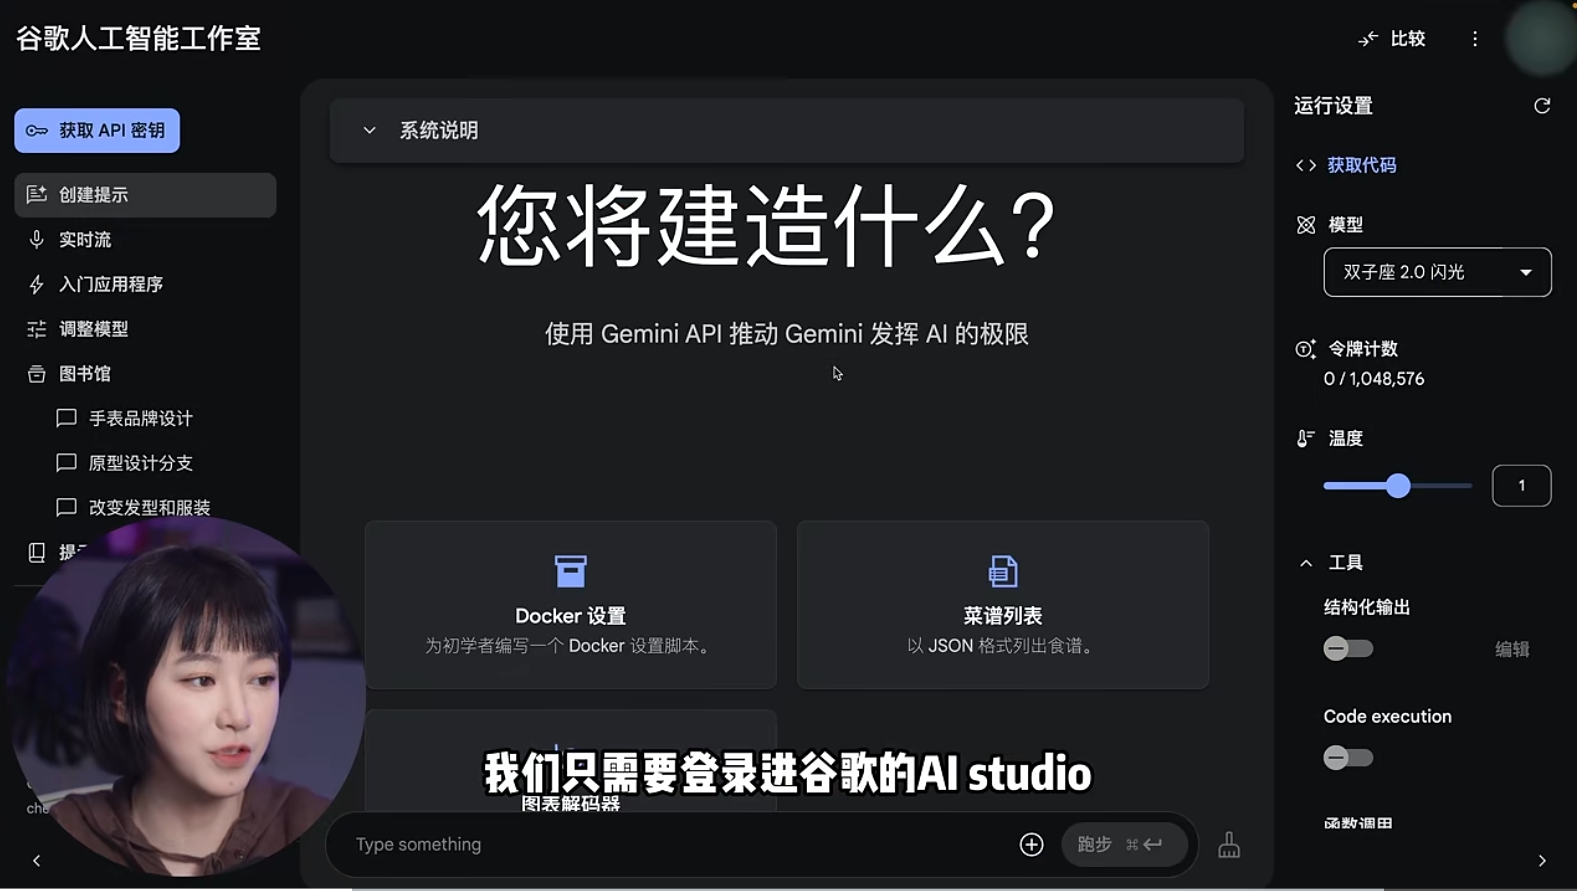 谷歌人工智能工作室
比较
获取 API 密钥
创建提示
实时流
入门应用程序
调整模型
图书馆
手表品牌设计
原型设计分支
改变发型和服装
系统说明
您将建造什么?
使用 Gemini API 推动 Gemini 发挥 AI 的极限
Docker 设置
为初学者编写一个 Docker 设置脚本。
菜谱列表
以 JSON 格式列出食谱。
图表解码器
我们只需要登录进谷歌的AI studio
Type something
跑步 ⌘↵
运行设置
获取代码
模型
双子座 2.0 闪光
令牌计数
0 / 1,048,576
温度
1
工具
结构化输出
编辑
Code execution
函数调用